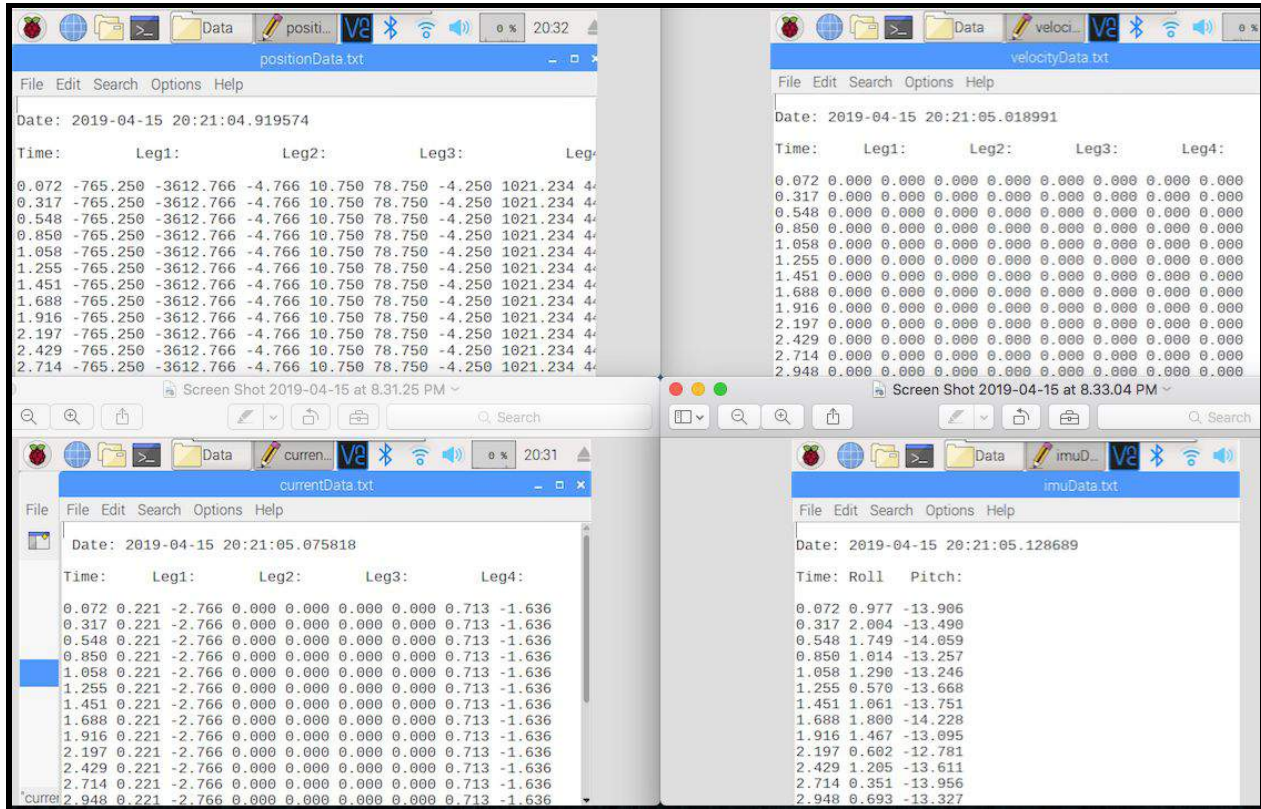 Data positi... 0 % 20:32
positionData.txt
File Edit Search Options Help
Date: 2019-04-15 20:21:04.919574
Time: Leg1: Leg2: Leg3: Leg4
0.072 -765.250 -3612.766 -4.766 10.750 78.750 -4.250 1021.234 44
0.317 -765.250 -3612.766 -4.766 10.750 78.750 -4.250 1021.234 44
0.548 -765.250 -3612.766 -4.766 10.750 78.750 -4.250 1021.234 44
0.850 -765.250 -3612.766 -4.766 10.750 78.750 -4.250 1021.234 44
1.058 -765.250 -3612.766 -4.766 10.750 78.750 -4.250 1021.234 44
1.255 -765.250 -3612.766 -4.766 10.750 78.750 -4.250 1021.234 44
1.451 -765.250 -3612.766 -4.766 10.750 78.750 -4.250 1021.234 44
1.688 -765.250 -3612.766 -4.766 10.750 78.750 -4.250 1021.234 44
1.916 -765.250 -3612.766 -4.766 10.750 78.750 -4.250 1021.234 44
2.197 -765.250 -3612.766 -4.766 10.750 78.750 -4.250 1021.234 44
2.429 -765.250 -3612.766 -4.766 10.750 78.750 -4.250 1021.234 44
2.714 -765.250 -3612.766 -4.766 10.750 78.750 -4.250 1021.234 44
Data veloci... 0 %
velocityData.txt
File Edit Search Options Help
Date: 2019-04-15 20:21:05.018991
Time: Leg1: Leg2: Leg3: Leg4:
0.072 0.000 0.000 0.000 0.000 0.000 0.000 0.000 0.000
0.317 0.000 0.000 0.000 0.000 0.000 0.000 0.000 0.000
0.548 0.000 0.000 0.000 0.000 0.000 0.000 0.000 0.000
0.850 0.000 0.000 0.000 0.000 0.000 0.000 0.000 0.000
1.058 0.000 0.000 0.000 0.000 0.000 0.000 0.000 0.000
1.255 0.000 0.000 0.000 0.000 0.000 0.000 0.000 0.000
1.451 0.000 0.000 0.000 0.000 0.000 0.000 0.000 0.000
1.688 0.000 0.000 0.000 0.000 0.000 0.000 0.000 0.000
1.916 0.000 0.000 0.000 0.000 0.000 0.000 0.000 0.000
2.197 0.000 0.000 0.000 0.000 0.000 0.000 0.000 0.000
2.429 0.000 0.000 0.000 0.000 0.000 0.000 0.000 0.000
2.714 0.000 0.000 0.000 0.000 0.000 0.000 0.000 0.000
2.948 0.000 0.000 0.000 0.000 0.000 0.000 0.000 0.000
Screen Shot 2019-04-15 at 8.31.25 PM
Search
Data curren... 0 % 20:31
currentData.txt
File File Edit Search Options Help
Date: 2019-04-15 20:21:05.075818
Time: Leg1: Leg2: Leg3: Leg4:
0.072 0.221 -2.766 0.000 0.000 0.000 0.000 0.713 -1.636
0.317 0.221 -2.766 0.000 0.000 0.000 0.000 0.713 -1.636
0.548 0.221 -2.766 0.000 0.000 0.000 0.000 0.713 -1.636
0.850 0.221 -2.766 0.000 0.000 0.000 0.000 0.713 -1.636
1.058 0.221 -2.766 0.000 0.000 0.000 0.000 0.713 -1.636
1.255 0.221 -2.766 0.000 0.000 0.000 0.000 0.713 -1.636
1.451 0.221 -2.766 0.000 0.000 0.000 0.000 0.713 -1.636
1.688 0.221 -2.766 0.000 0.000 0.000 0.000 0.713 -1.636
1.916 0.221 -2.766 0.000 0.000 0.000 0.000 0.713 -1.636
2.197 0.221 -2.766 0.000 0.000 0.000 0.000 0.713 -1.636
2.429 0.221 -2.766 0.000 0.000 0.000 0.000 0.713 -1.636
2.714 0.221 -2.766 0.000 0.000 0.000 0.000 0.713 -1.636
"curre 2.948 0.221 -2.766 0.000 0.000 0.000 0.000 0.713 -1.636
Screen Shot 2019-04-15 at 8.33.04 PM
Search
Data imuD...
imuData.txt
File Edit Search Options Help
Date: 2019-04-15 20:21:05.128689
Time: Roll Pitch:
0.072 0.977 -13.906
0.317 2.004 -13.490
0.548 1.749 -14.059
0.850 1.014 -13.257
1.058 1.290 -13.246
1.255 0.570 -13.668
1.451 1.061 -13.751
1.688 1.800 -14.228
1.916 1.467 -13.095
2.197 0.602 -12.781
2.429 1.205 -13.611
2.714 0.351 -13.956
2.948 0.693 -13.327